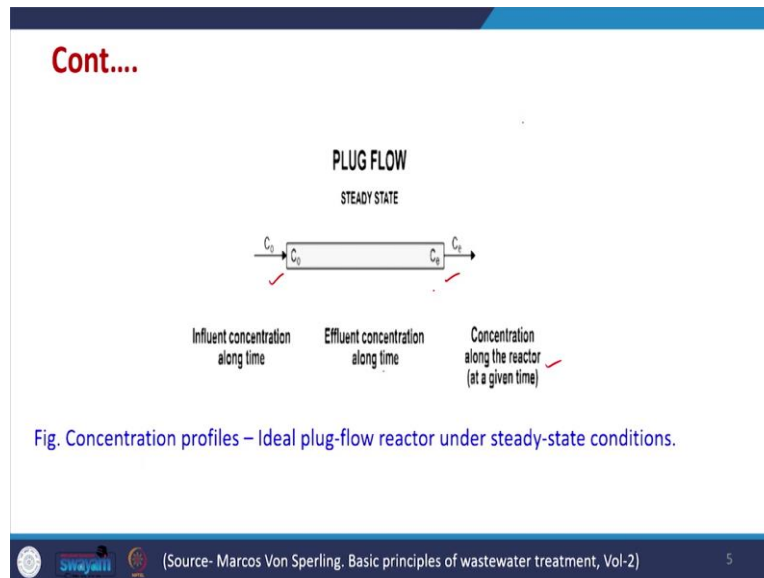 Cont....
PLUG FLOW
STEADY STATE
C₀ C₀ Cₑ Cₑ
Influent concentration
along time
Effluent concentration
along time
Concentration
along the reactor
(at a given time)
Fig. Concentration profiles – Ideal plug-flow reactor under steady-state conditions.
swayam (Source- Marcos Von Sperling. Basic principles of wastewater treatment, Vol-2) 5